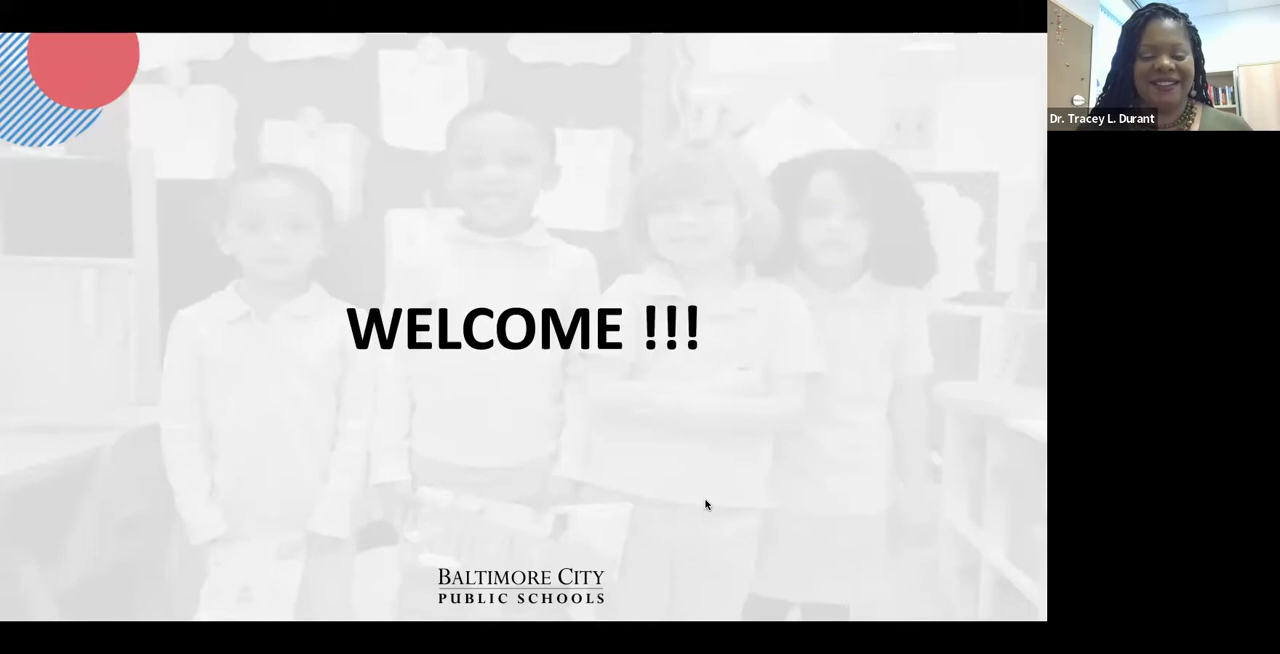 Dr. Tracey L. Durant
WELCOME !!!
BALTIMORE CITY
PUBLIC SCHOOLS